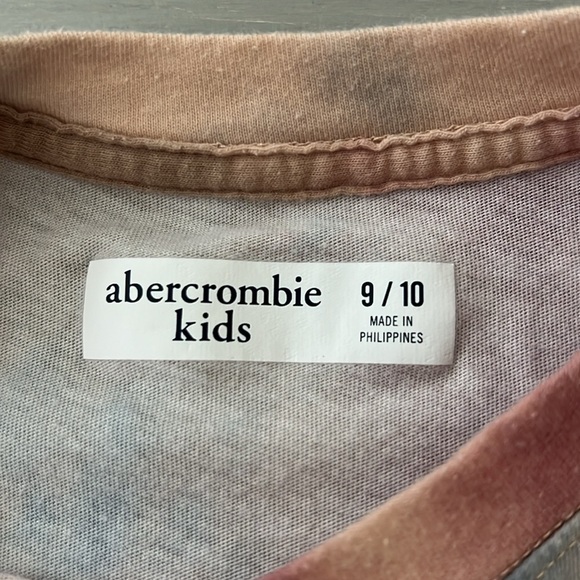 abercrombie
kids
9 / 10
MADE IN
PHILIPPINES